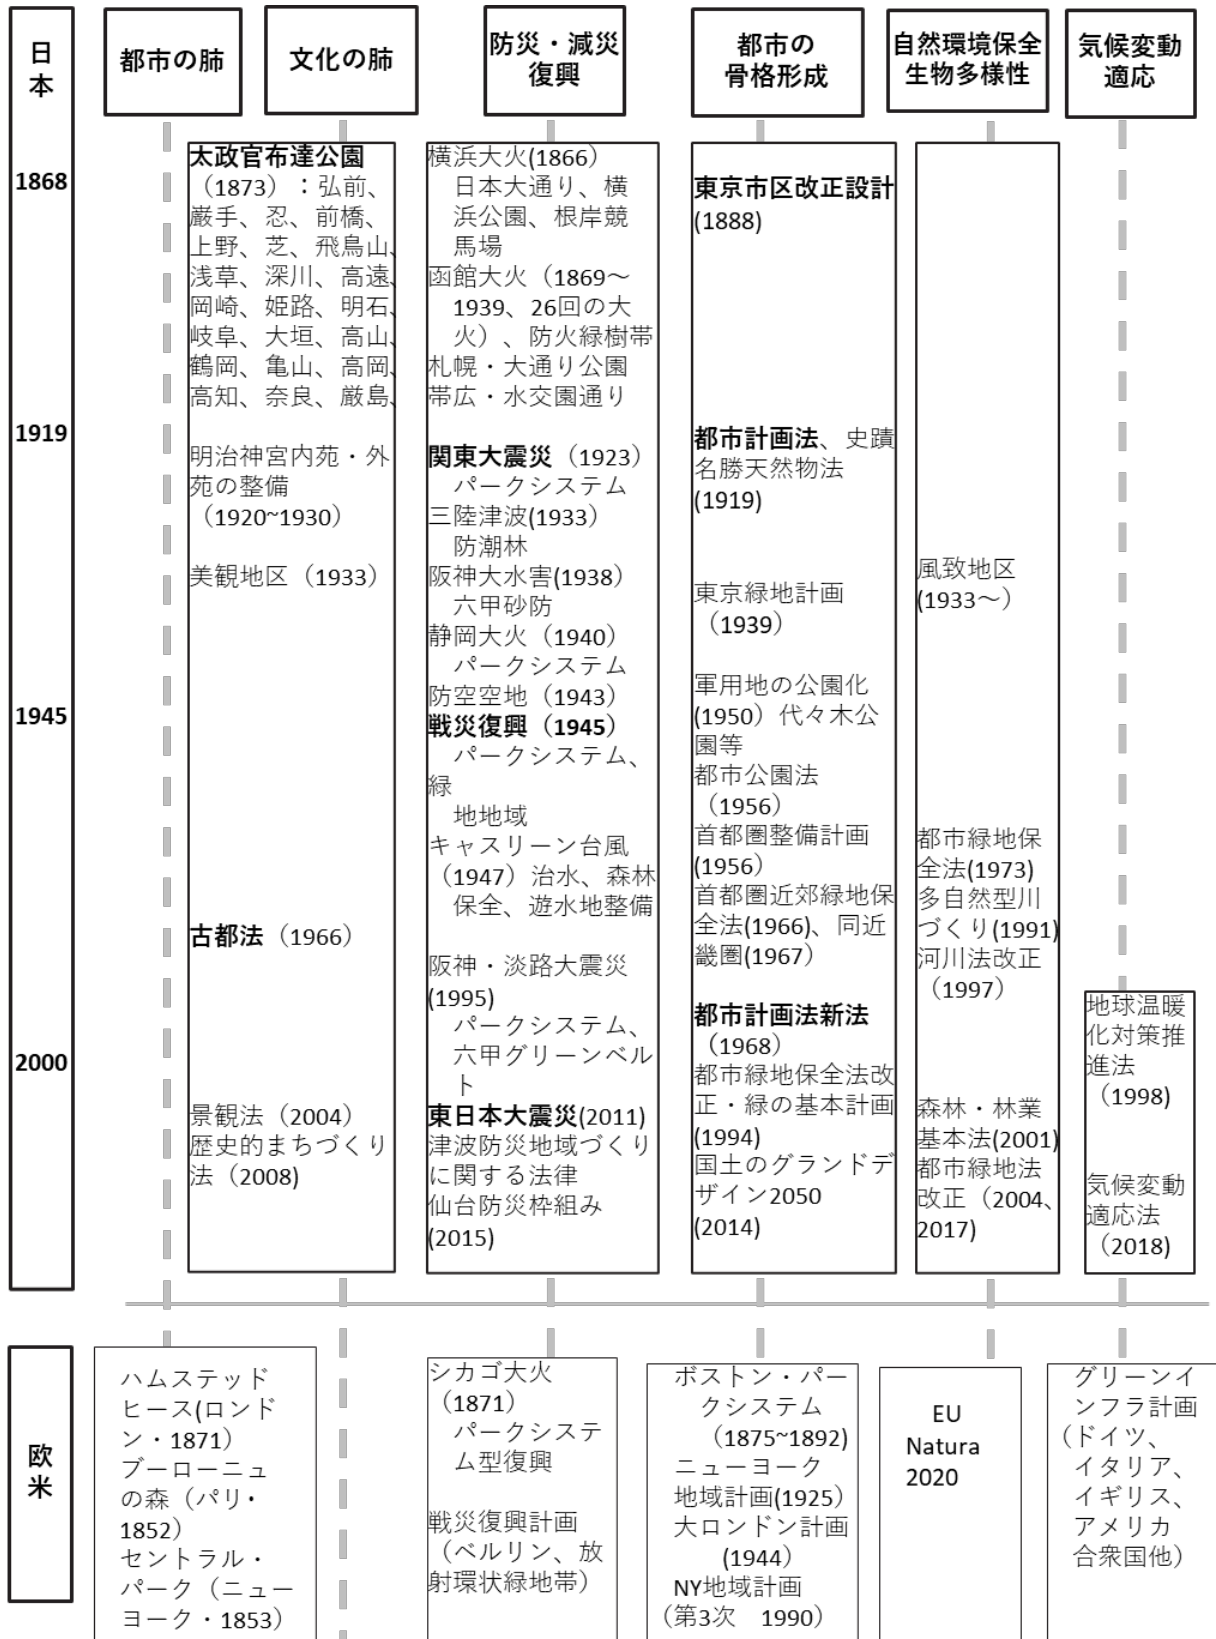 日
本
都市の肺
文化の肺
防災・減災
復興
都市の
骨格形成
自然環境保全
生物多様性
気候変動
適応
1868
1919
1945
2000
太政官布達公園
（1873）：弘前、
巌手、忍、前橋、
上野、芝、飛鳥山、
浅草、深川、高遠、
岡崎、姫路、明石、
岐阜、大垣、高山、
鶴岡、亀山、高岡、
高知、奈良、厳島、
明治神宮内苑・外
苑の整備
（1920~1930）
美観地区（1933）
古都法（1966）
景観法（2004）
歴史的まちづくり
法（2008）
横浜大火(1866）
日本大通り、横
浜公園、根岸競
馬場
函館大火（1869～
1939、26回の大
火）、防火緑樹帯
札幌・大通り公園
帯広・水交園通り
関東大震災（1923）
パークシステム
三陸津波(1933）
防潮林
阪神大水害(1938）
六甲砂防
静岡大火（1940）
パークシステム
防空空地（1943）
戦災復興（1945）
パークシステム、
緑
地地域
キャスリーン台風
（1947）治水、森林
保全、遊水地整備
阪神・淡路大震災
(1995)
パークシステム、
六甲グリーンベル
ト
東日本大震災(2011)
津波防災地域づくり
に関する法律
仙台防災枠組み
(2015)
東京市区改正設計
(1888)
都市計画法、史蹟
名勝天然物法
(1919)
東京緑地計画
（1939）
軍用地の公園化
(1950）代々木公
園等
都市公園法
（1956）
首都圏整備計画
(1956）
首都圏近郊緑地保
全法(1966)、同近
畿圏(1967）
都市計画法新法
（1968）
都市緑地保全法改
正・緑の基本計画
(1994)
国土のグランドデ
ザイン2050
(2014)
風致地区
(1933～）
都市緑地保
全法(1973)
多自然型川
づくり(1991)
河川法改正
（1997）
森林・林業
基本法(2001)
都市緑地法
改正（2004、
2017)
地球温暖
化対策推
進法
（1998）
気候変動
適応法
（2018）
欧
米
ハムステッド
ヒース(ロンド
ン・1871）
ブーローニュ
の森（パリ・
1852）
セントラル・
パーク（ニュー
ヨーク・1853）
シカゴ大火
（1871）
パークシステ
ム型復興
戦災復興計画
（ベルリン、放
射環状緑地帯）
ボストン・パー
クシステム
（1875~1892)
ニューヨーク
地域計画(1925）
大ロンドン計画
(1944）
NY地域計画
（第3次　1990）
EU
Natura
2020
グリーンイ
ンフラ計画
（ドイツ、
イタリア、
イギリス、
アメリカ
合衆国他）